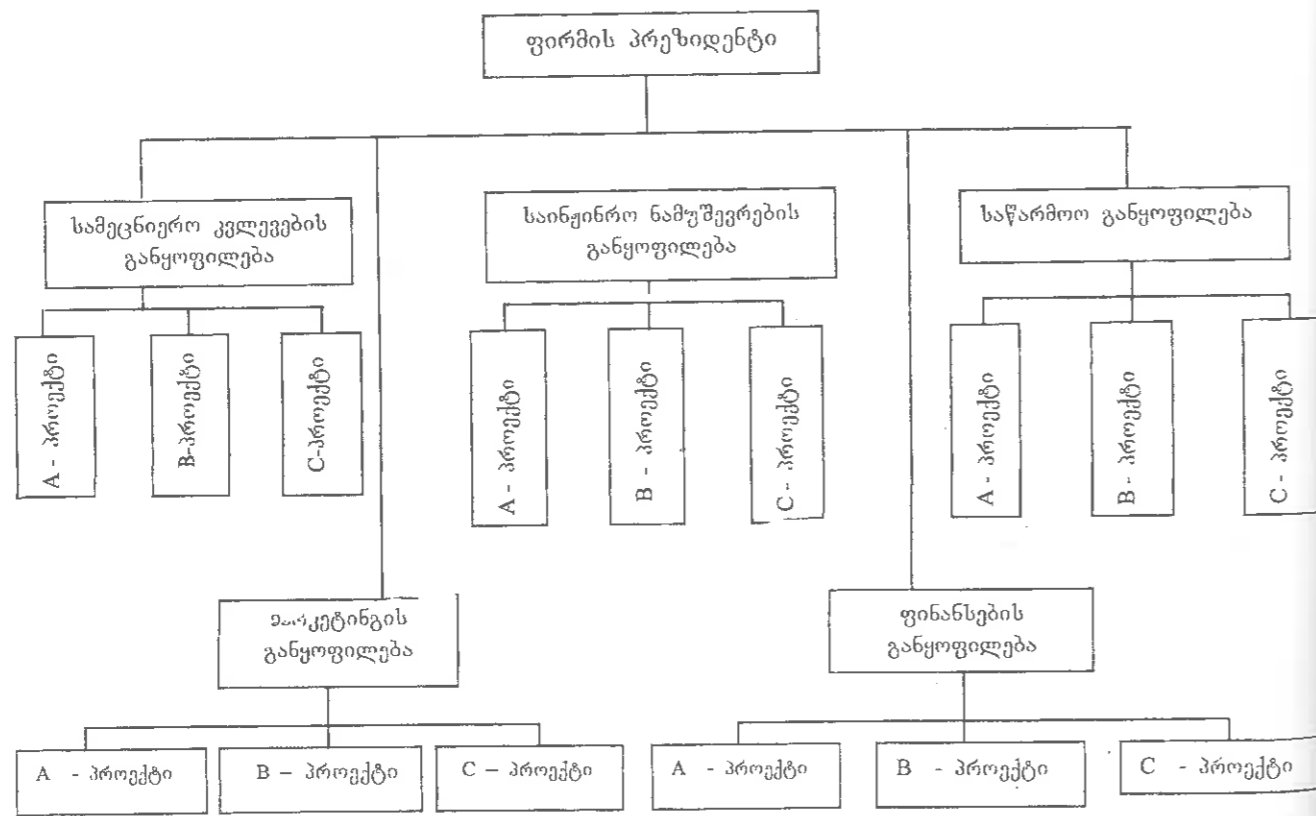 ფირმის პრეზიდენტი
სამეცნიერო კვლევების
განყოფილება
საინჟინრო ნამუშევრების
განყოფილება
საწარმოო განყოფილება
A - პროექტი
B-პროექტი
C-პროექტი
A - პროექტი
B - პროექტი
C - პროექტი
A - პროექტი
B - პროექტი
C - პროექტი
მარკეტინგის
განყოფილება
ფინანსების
განყოფილება
A - პროექტი
B – პროექტი
C – პროექტი
A - პროექტი
B - პროექტი
C - პროექტი